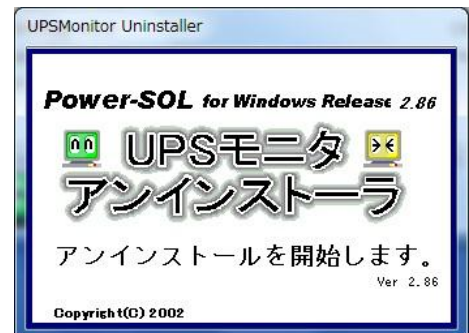 UPSMonitor Uninstaller
Power-SOL for Windows Release 2.86
UPSモニタ
アンインストーラ
アンインストールを開始します。
Ver 2.86
Copyright(C) 2002